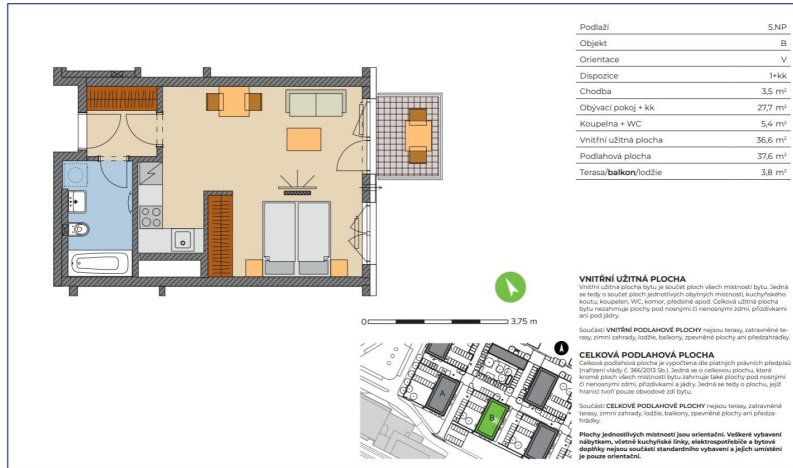 Podlaží 5.NP
Objekt B
Orientace V
Dispozice 1+kk
Chodba 3,5 m²
Obývací pokoj + kk 27,7 m²
Koupelna + WC 5,4 m²
Vnitřní užitná plocha 36,6 m²
Podlahová plocha 37,6 m²
Terasa/balkon/lodžie 3,8 m²
0 3,75 m
A
B
VNITŘNÍ UŽITNÁ PLOCHA
Vnitřní užitná plocha bytu je součet ploch všech místností bytu. Jedná
se tedy o součet ploch jednotlivých obytných místností, kuchyňského
koutu, koupelen, WC, komor, předsíně apod. Celková užitná plocha
bytu nezahrnuje plochy pod nosnými či nenosnými zdmi, přizdívkami
ani pod jádry.
Součástí VNITŘNÍ PODLAHOVÉ PLOCHY nejsou terasy, zatravněné te-
rasy, zimní zahrady, lodžie, balkony, zpevněné plochy ani předzahrádky.
CELKOVÁ PODLAHOVÁ PLOCHA
Celková podlahová plocha je vypočtena dle platných právních předpisů
(nařízení vlády č. 366/2013 Sb.). Jedná se o celkovou plochu, která
kromě ploch všech místností bytu zahrnuje také plochy pod nosnými
či nenosnými zdmi, přizdívkami a jádry. Jedná se tedy o plochu, jejíž
hranici tvoří pouze obvodové zdi bytu.
Součástí CELKOVÉ PODLAHOVÉ PLOCHY nejsou terasy, zatravněné
terasy, zimní zahrady, lodžie, balkony, zpevněné plochy ani předza-
hrádky.
Plochy jednostlivých místností jsou orientační. Veškeré vybavení
nábytkem, včetně kuchyňské linky, elektrospotřebiče a bytové
doplňky nejsou součástí standardního vybavení a jejich umístění
je pouze orientační.